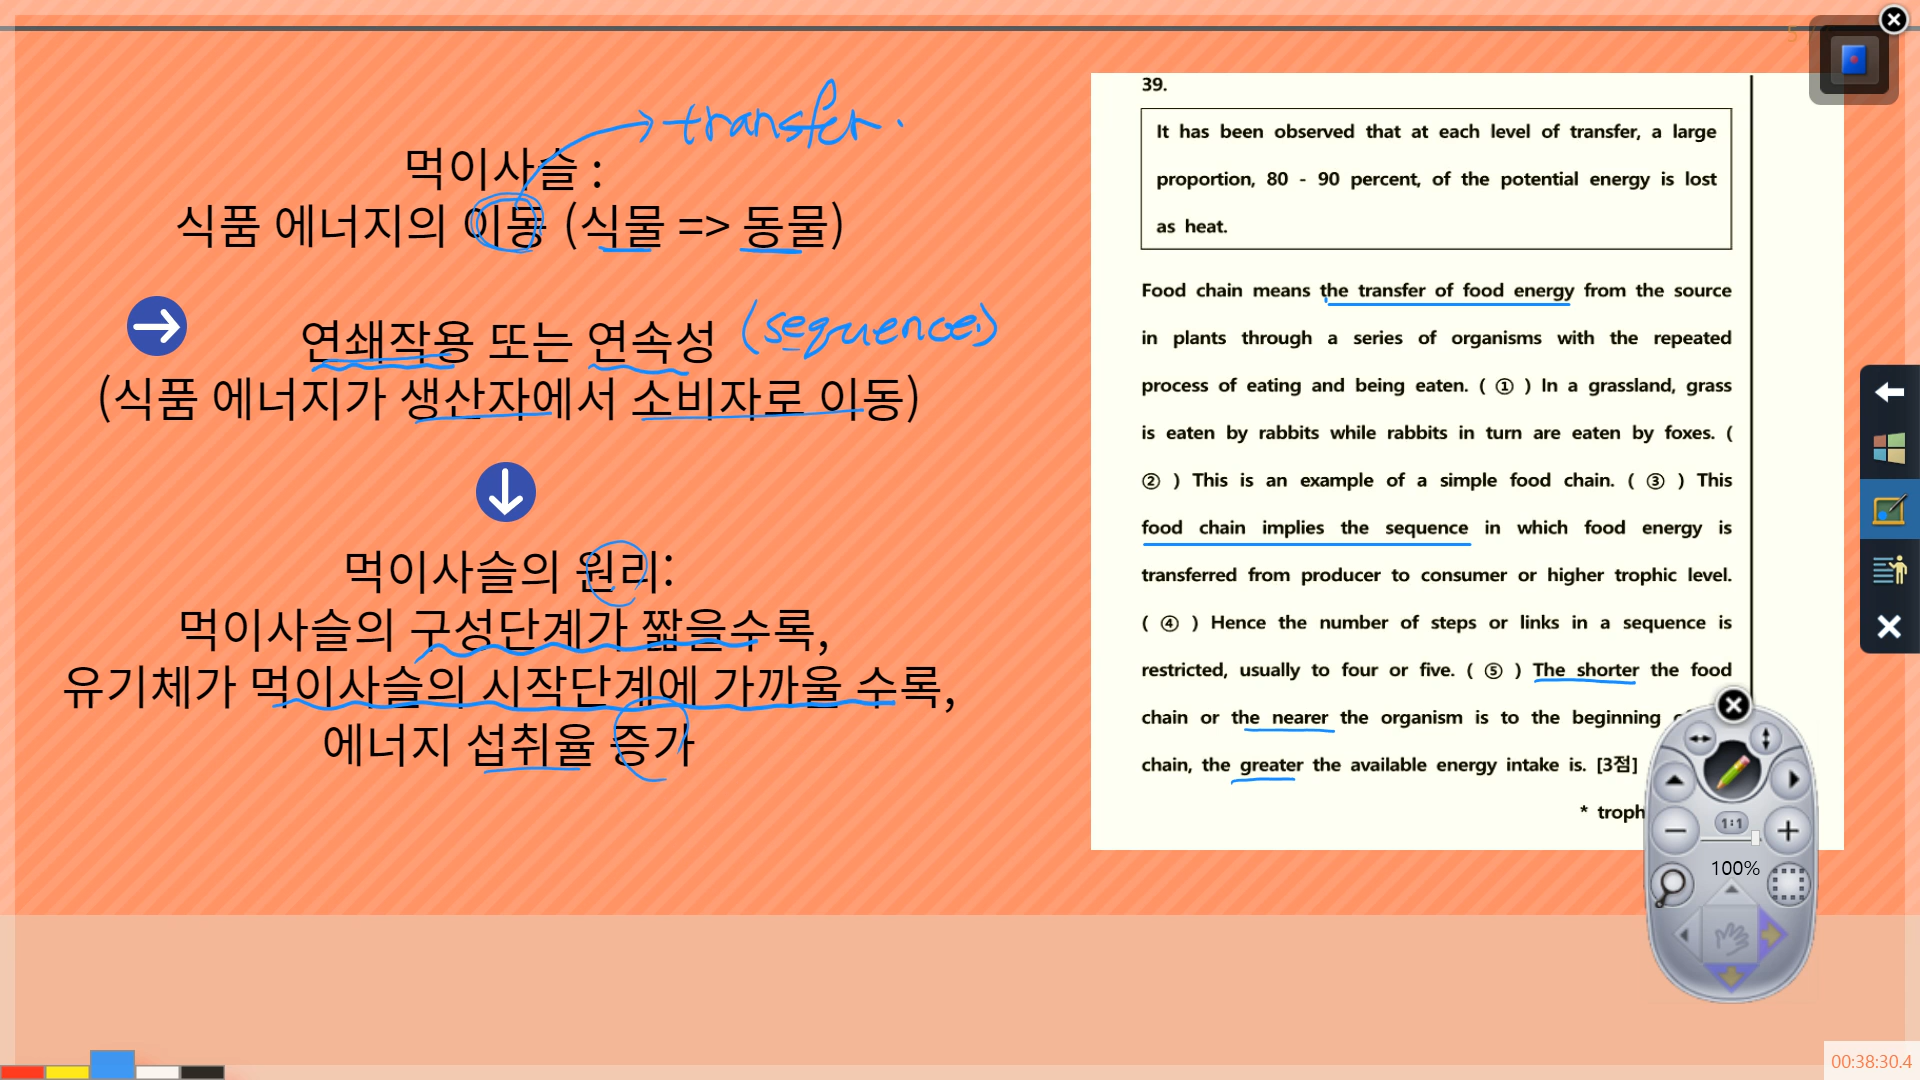 transfer.
먹이사슬 :
식품 에너지의 이동 (식물 => 동물)
연쇄작용 또는 연속성 (sequence)
(식품 에너지가 생산자에서 소비자로 이동)
먹이사슬의 원리:
먹이사슬의 구성단계가 짧을수록,
유기체가 먹이사슬의 시작단계에 가까울 수록,
에너지 섭취율 증가
39.
It has been observed that at each level of transfer, a large
proportion, 80 - 90 percent, of the potential energy is lost
as heat.
Food chain means the transfer of food energy from the source
in plants through a series of organisms with the repeated
process of eating and being eaten. ( ① ) In a grassland, grass
is eaten by rabbits while rabbits in turn are eaten by foxes. (
② ) This is an example of a simple food chain. ( ③ ) This
food chain implies the sequence in which food energy is
transferred from producer to consumer or higher trophic level.
( ④ ) Hence the number of steps or links in a sequence is
restricted, usually to four or five. ( ⑤ ) The shorter the food
chain or the nearer the organism is to the beginning
chain, the greater the available energy intake is. [3점]
*
1:1
100%
00:38:30.4